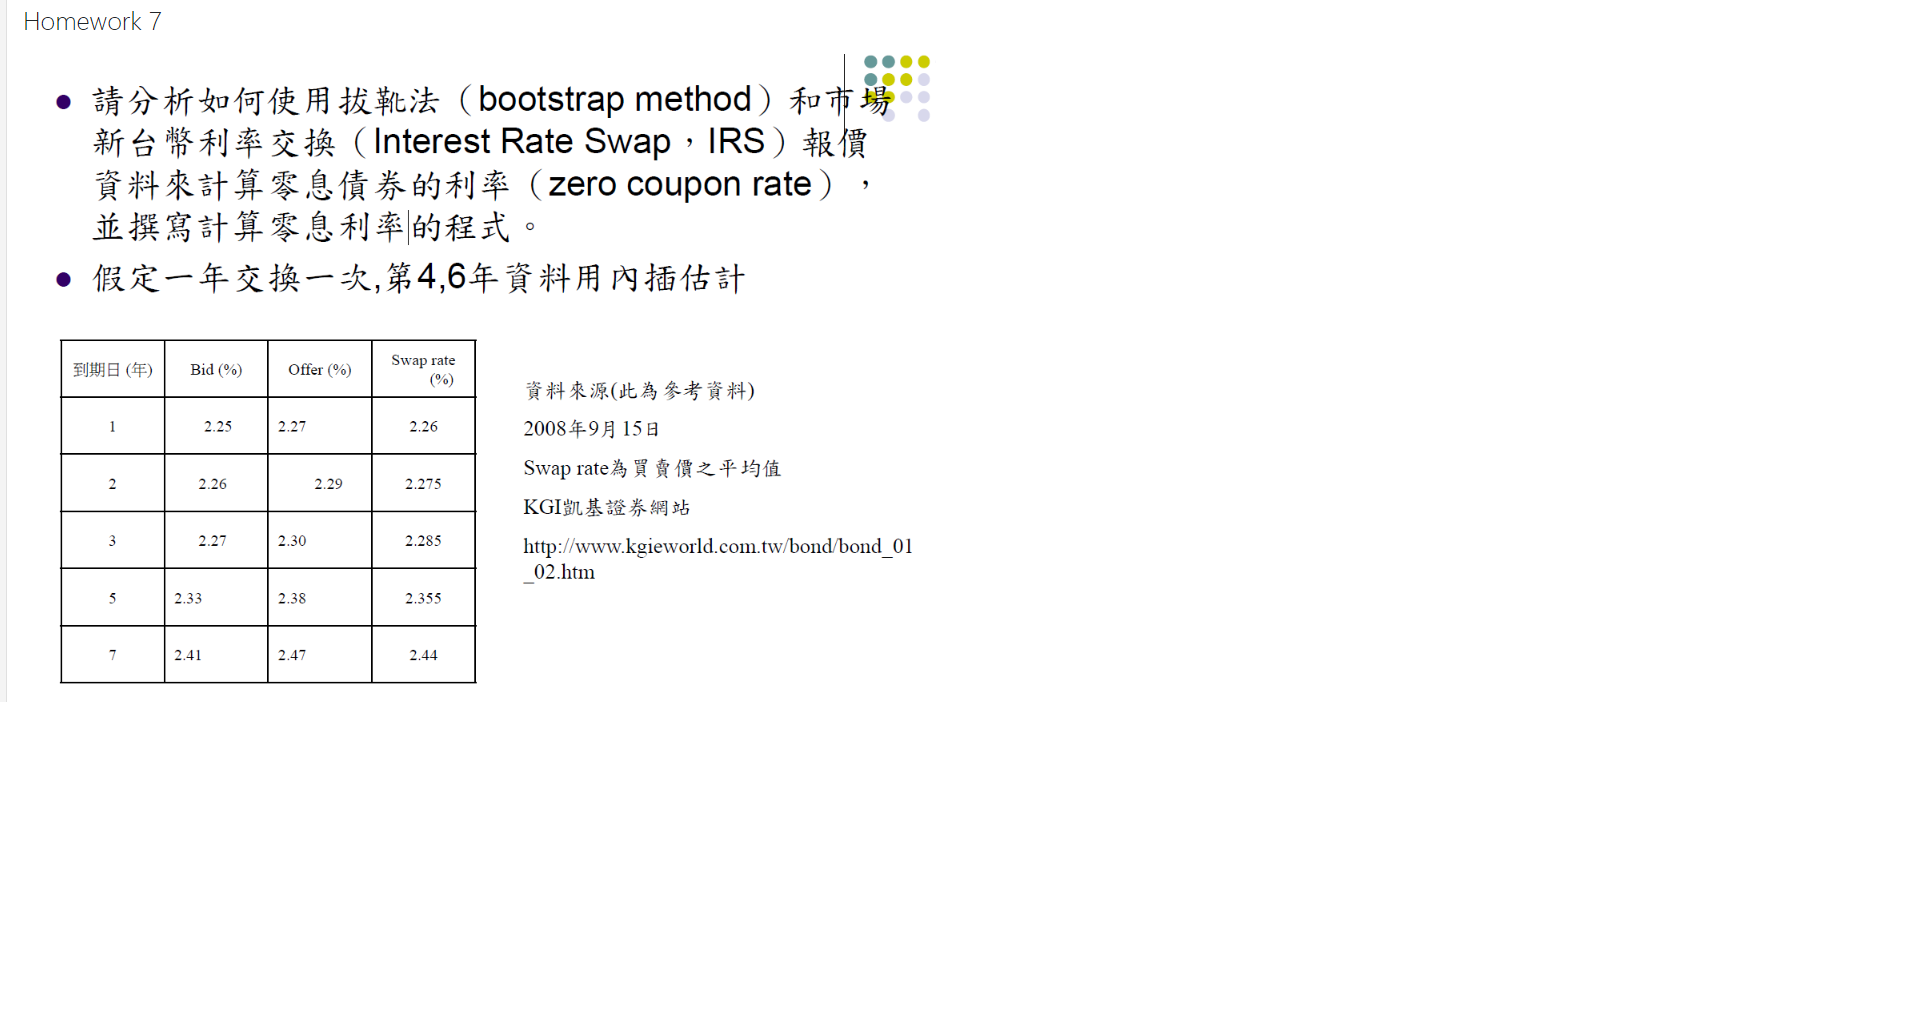 Homework 7
請分析如何使用拔靴法（bootstrap method）和市場
新台幣利率交換（Interest Rate Swap，IRS）報價
資料來計算零息債券的利率（zero coupon rate），
並撰寫計算零息利率的程式。
假定一年交換一次,第4,6年資料用內插估計
到期日 (年) Bid (%) Offer (%) Swap rate (%)
1 2.25 2.27 2.26
2 2.26 2.29 2.275
3 2.27 2.30 2.285
5 2.33 2.38 2.355
7 2.41 2.47 2.44
資料來源(此為參考資料)
2008年9月15日
Swap rate為買賣價之平均值
KGI凱基證券網站
http://www.kgieworld.com.tw/bond/bond_01
_02.htm